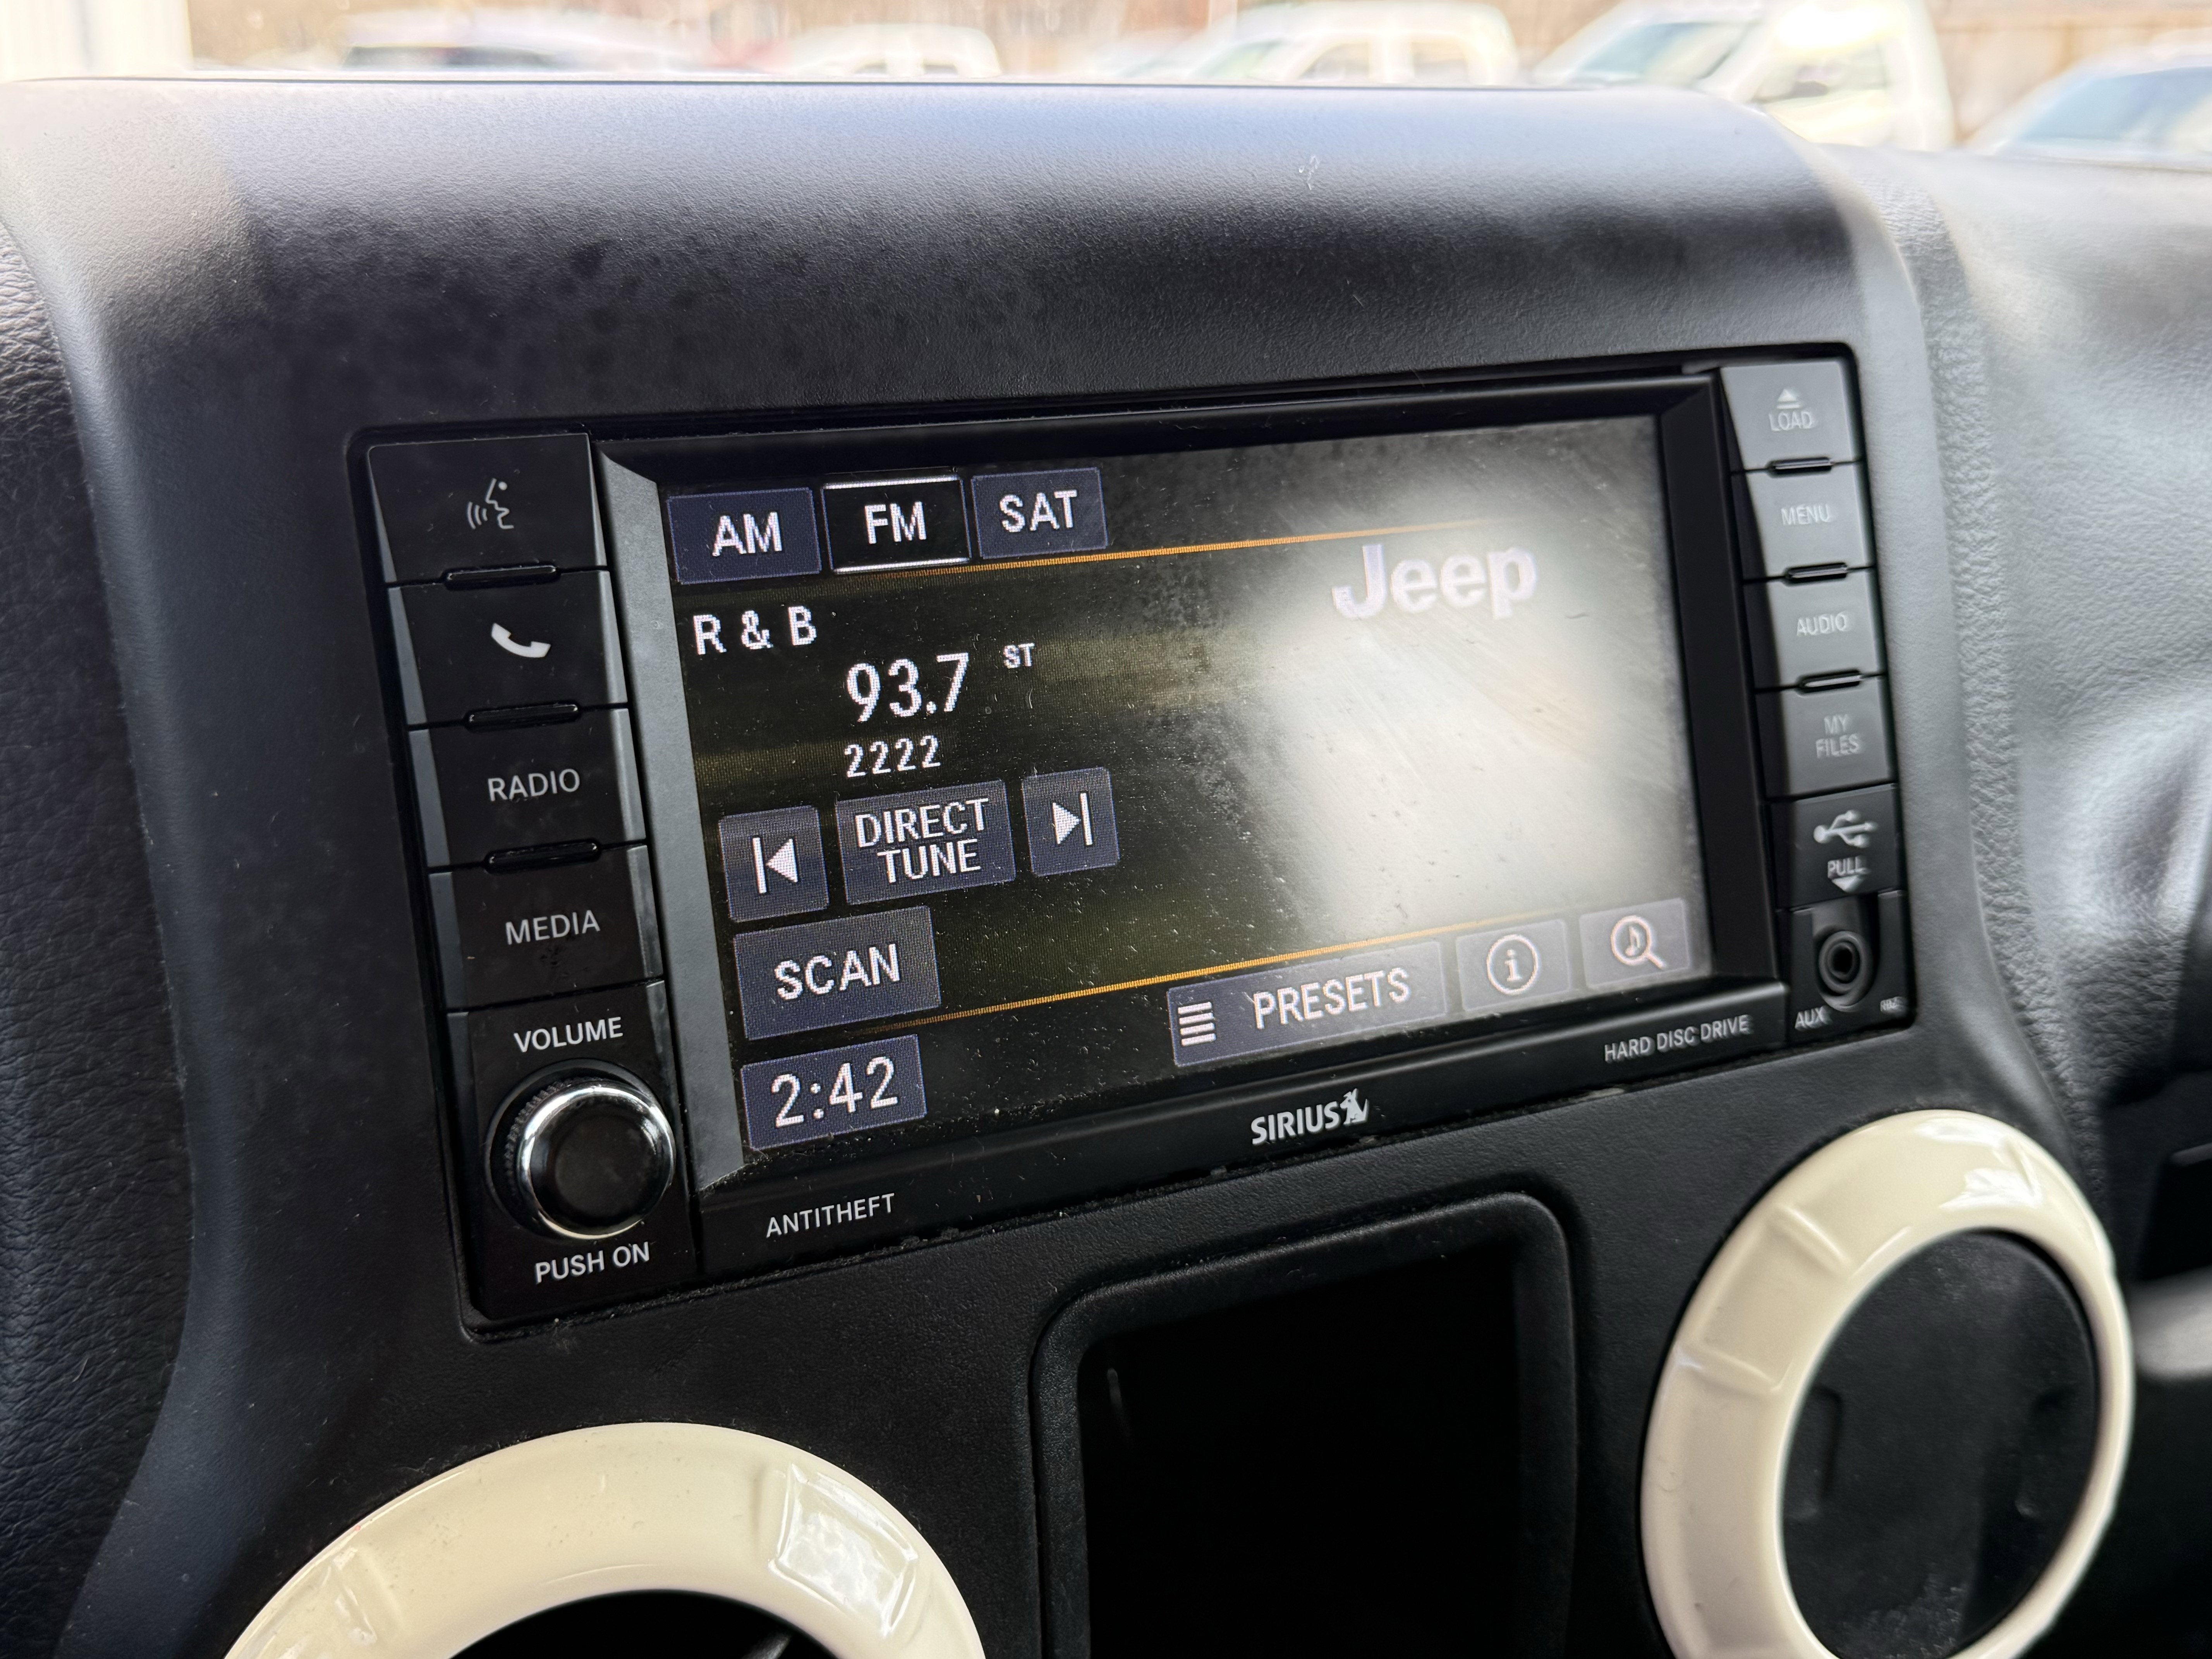 AM
FM
SAT
Jeep
R & B
93.7 ST
2222
DIRECT
TUNE
SCAN
PRESETS
2:42
RADIO
MEDIA
VOLUME
PUSH ON
ANTITHEFT
SIRIUS
HARD DISC DRIVE
LOAD
MENU
AUDIO
MY
FILES
PULL
AUX